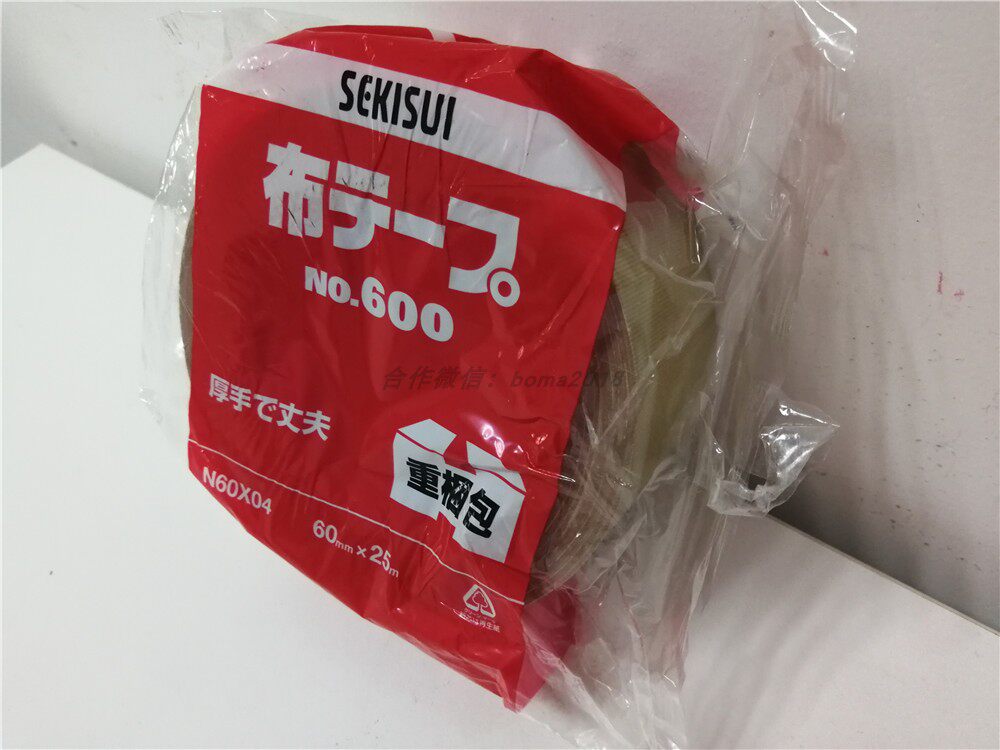 SEKISUI
布テープ
No.600
合作微信：boma2018
厚手で丈夫
重梱包
N60X04
60mm×25m